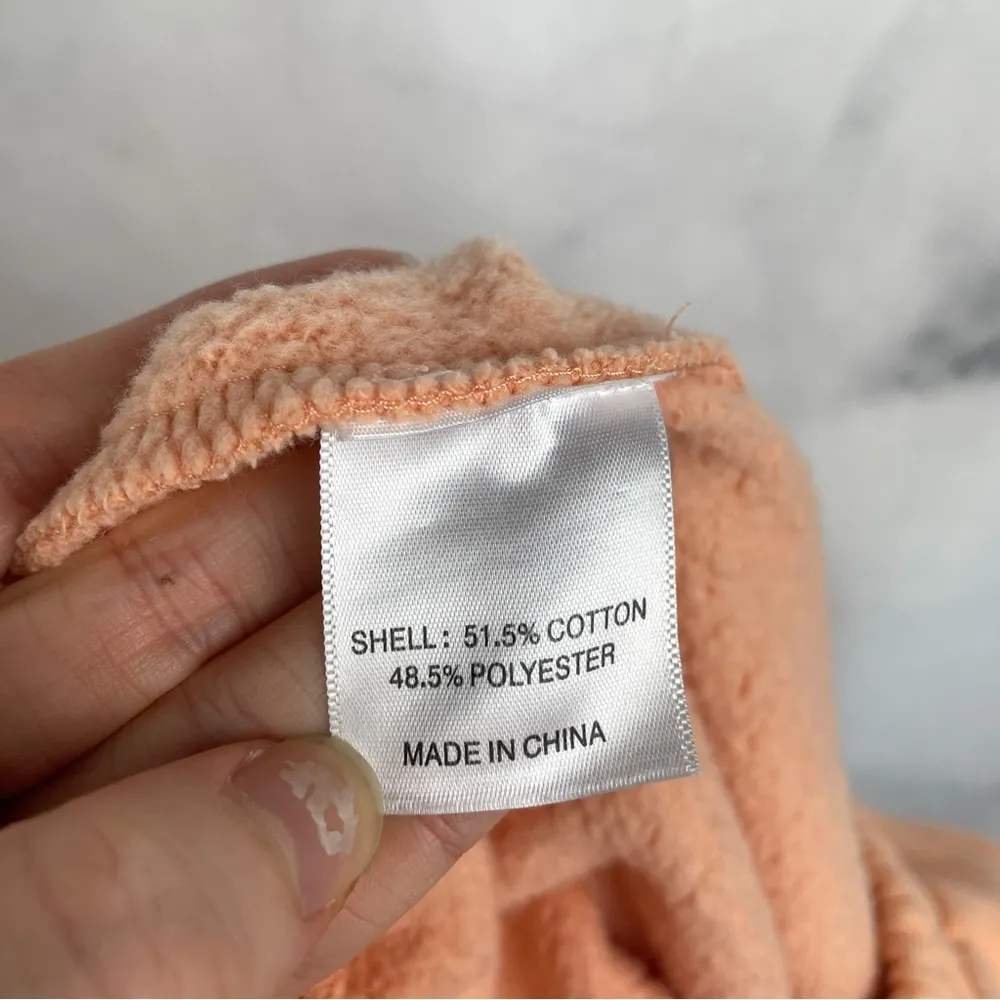 SHELL: 51.5% COTTON
48.5% POLYESTER
MADE IN CHINA